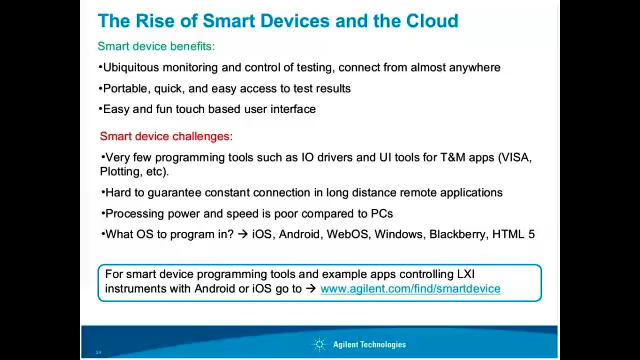 The Rise of Smart Devices and the Cloud
Smart device benefits:
•Ubiquitous monitoring and control of testing, connect from almost anywhere
•Portable, quick, and easy access to test results
•Easy and fun touch based user interface
Smart device challenges:
•Very few programming tools such as IO drivers and UI tools for T&M apps (VISA,
Plotting, etc).
•Hard to guarantee constant connection in long distance remote applications
•Processing power and speed is poor compared to PCs
•What OS to program in? → iOS, Android, WebOS, Windows, Blackberry, HTML 5
For smart device programming tools and example apps controlling LXI
instruments with Android or iOS go to → www.agilent.com/find/smartdevice
Agilent Technologies